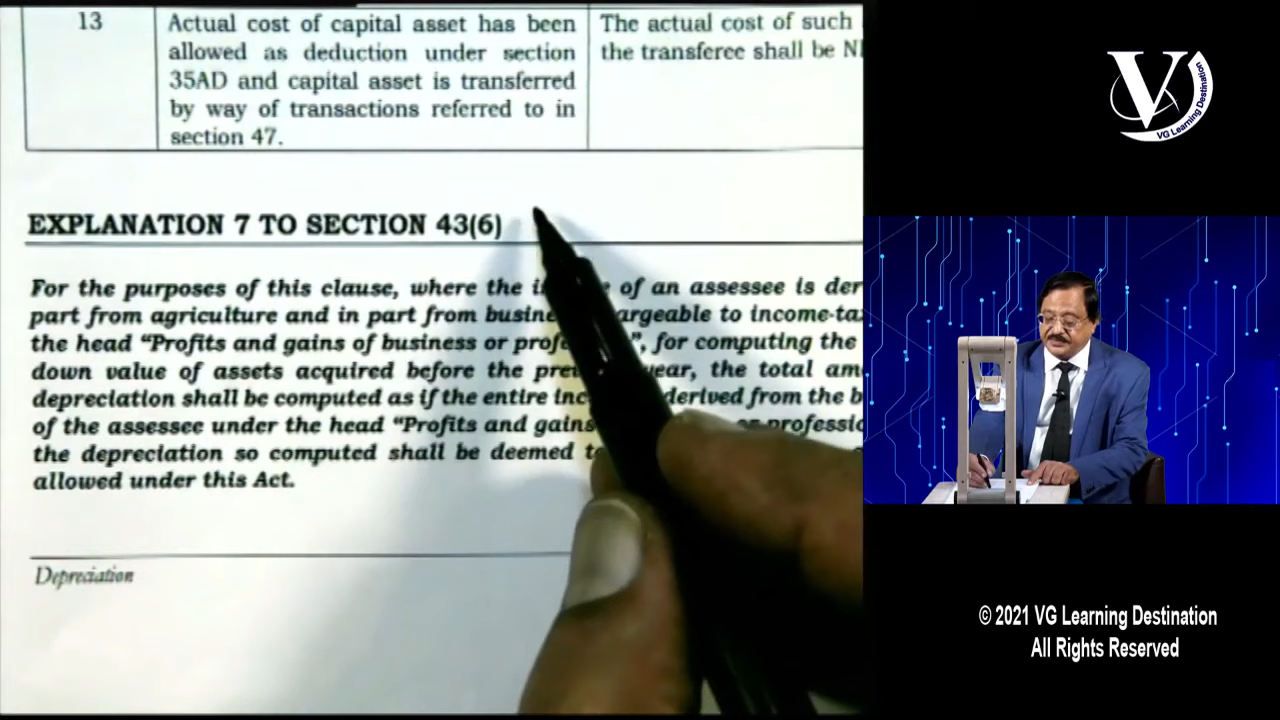 13
Actual cost of capital asset has been
allowed as deduction under section
35AD and capital asset is transferred
by way of transactions referred to in
section 47.
The actual cost of such
the transferee shall be
EXPLANATION 7 TO SECTION 43(6)
For the purposes of this clause, where the of an assessee is
part from agriculture and in part from to
the head “Profits and gains of business or for computing the
down value of assets acquired before the year, the total
depreciation shall be computed as if the entire derived from the
of the assessee under the head “Profits and gains
the depreciation so computed shall be deemed
allowed under this Act.
Depreciation
V
VG Learning Destination
© 2021 VG Learning Destination
All Rights Reserved